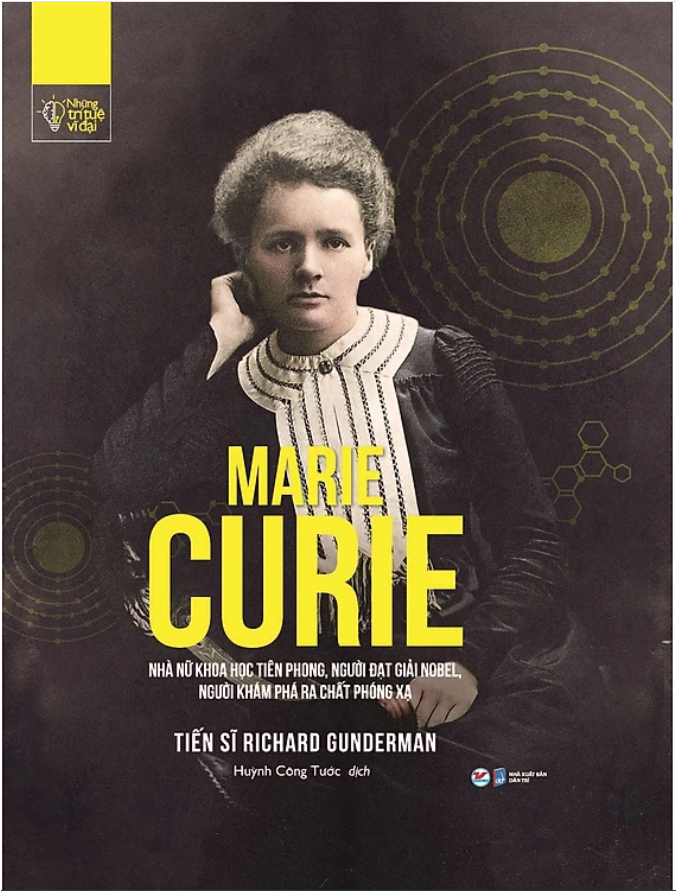 Những
trí tuệ
vĩ đại
MARIE
CURIE
NHÀ NỮ KHOA HỌC TIÊN PHONG, NGƯỜI ĐẠT GIẢI NOBEL,
NGƯỜI KHÁM PHÁ RA CHẤT PHÓNG XẠ
TIẾN SĨ RICHARD GUNDERMAN
Huỳnh Công Tước dịch
NHÀ XUẤT BẢN
DÂN TRÍ